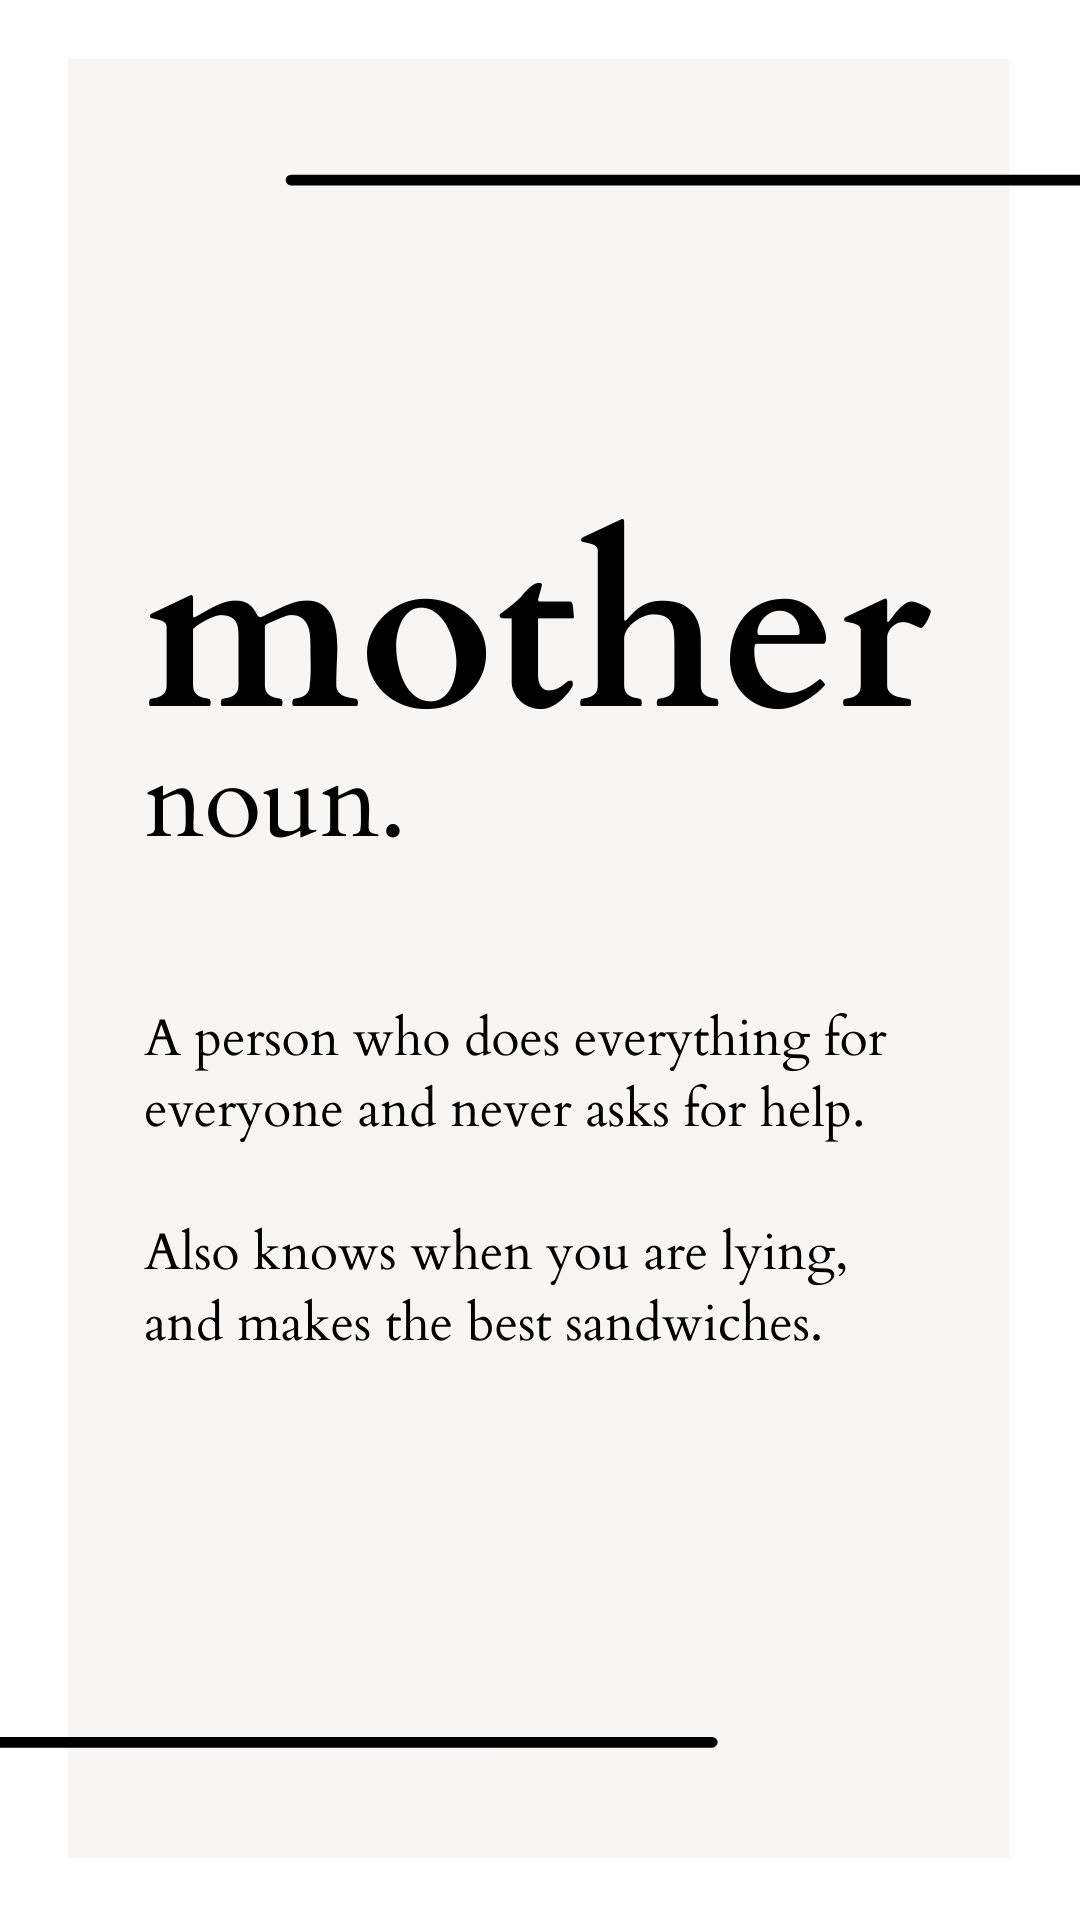 mother
noun.
A person who does everything for
everyone and never asks for help.
Also knows when you are lying,
and makes the best sandwiches.